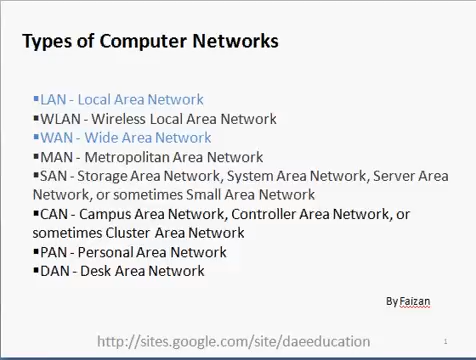 Types of Computer Networks
▪LAN - Local Area Network
▪WLAN - Wireless Local Area Network
▪WAN - Wide Area Network
▪MAN - Metropolitan Area Network
▪SAN - Storage Area Network, System Area Network, Server Area
Network, or sometimes Small Area Network
▪CAN - Campus Area Network, Controller Area Network, or
sometimes Cluster Area Network
▪PAN - Personal Area Network
▪DAN - Desk Area Network
By Faizan
http://sites.google.com/site/daeeducation
1